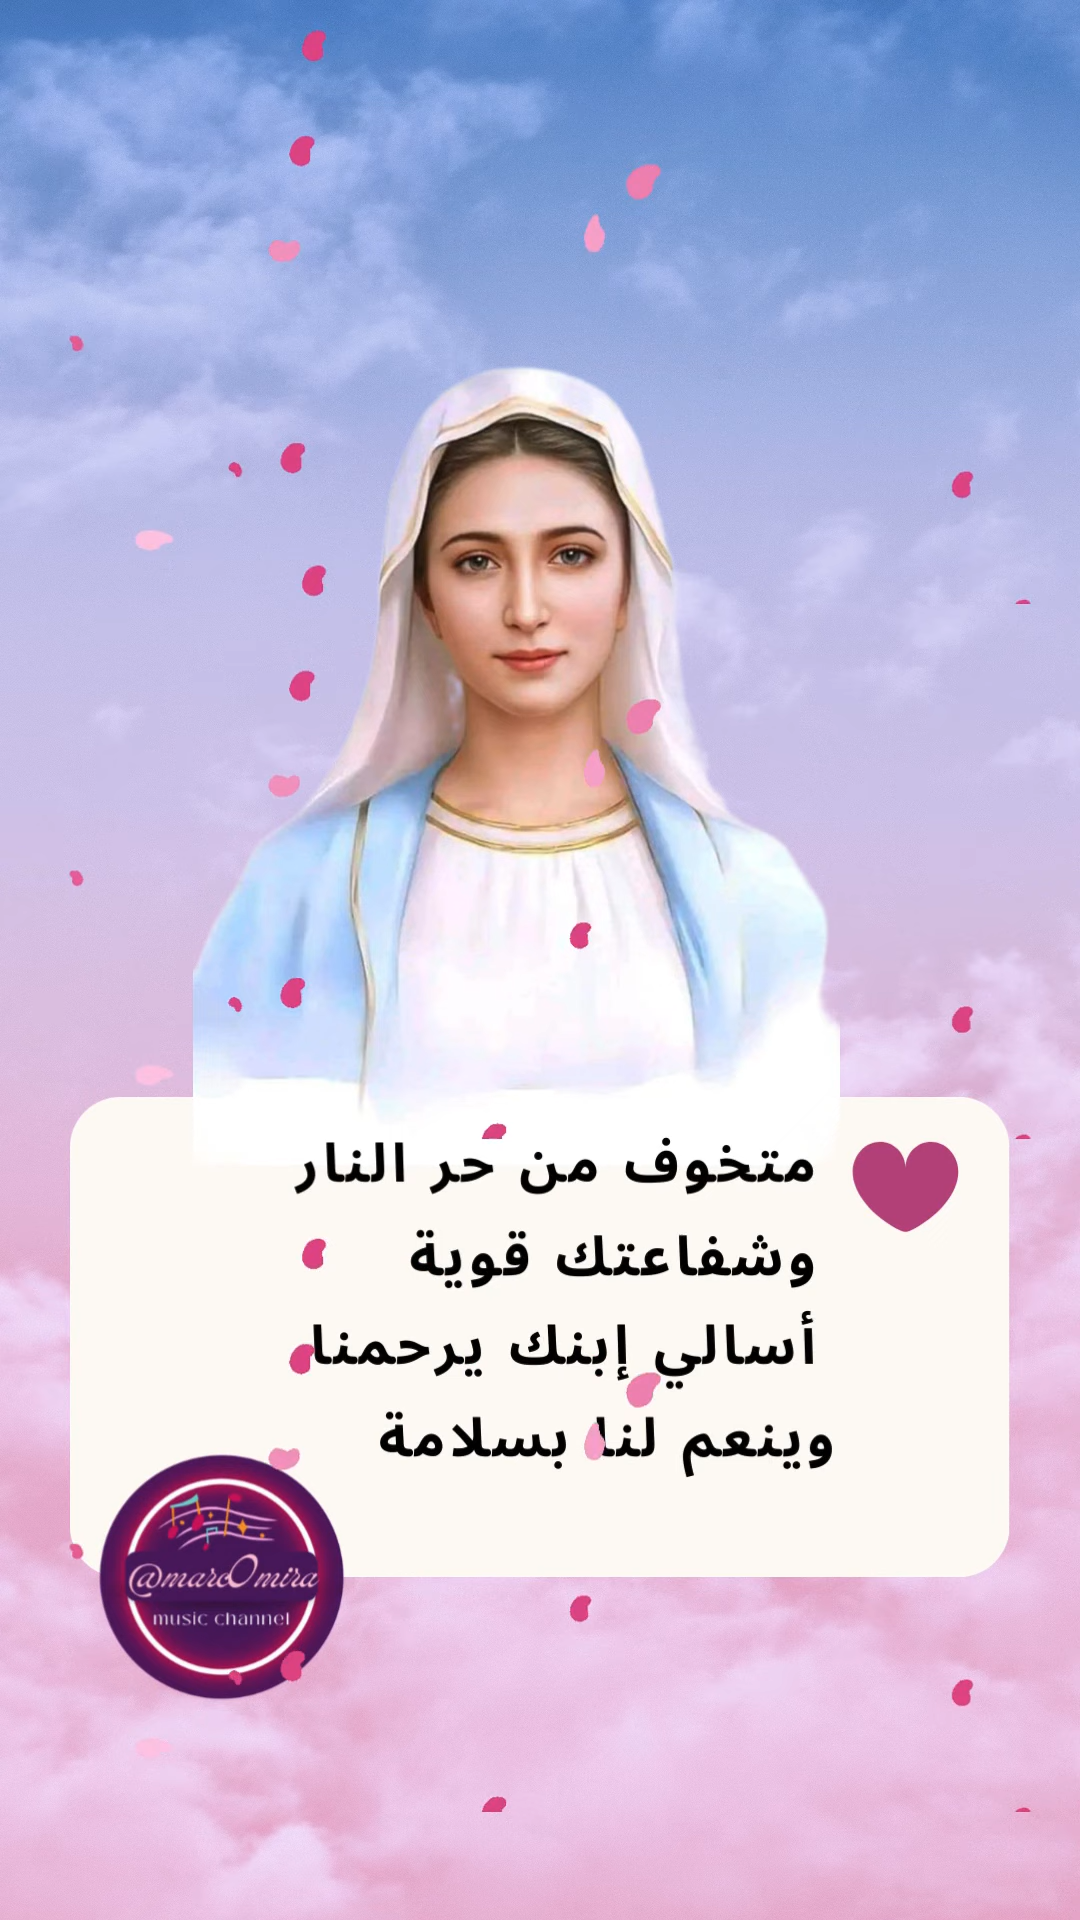 متخوف من حر النار
وشفاعتك قوية
أسالي إبنك يرحمنا
وينعم لنا بسلامة
@marcOmira
music channel